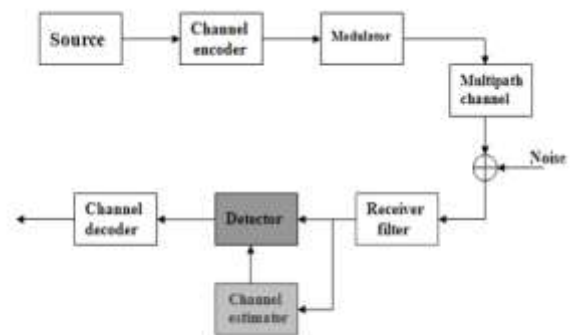 Source
Channel
encoder
Modulator
Multipath
channel
Noise
Receiver
filter
Detector
Channel
decoder
Channel
estimator